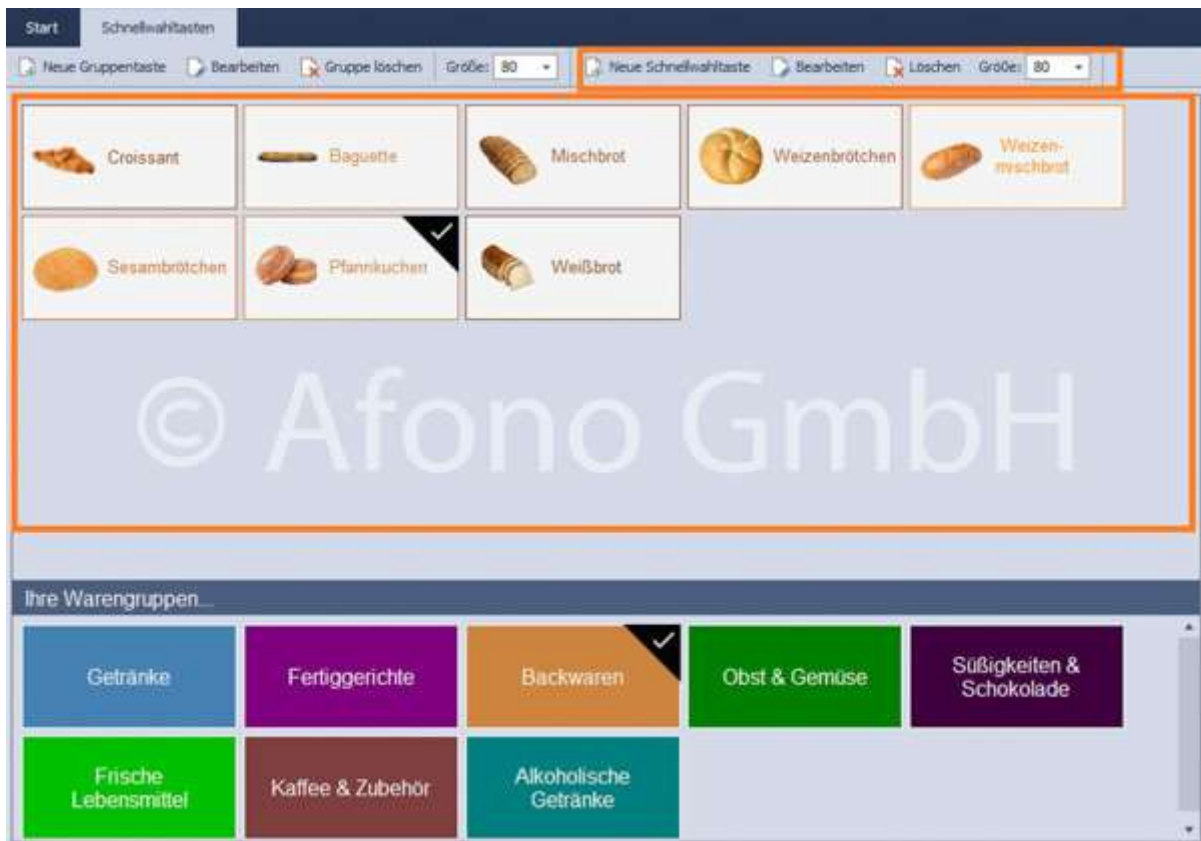 Start Schnellwahltasten
Neue Gruppentaste Bearbeiten Gruppe löschen Größe: 80 Neue Schnellwahltaste Bearbeiten Löschen Größe: 80
Croissant Baguette Mischbrot Weizenbrötchen Weizen-
mischbrot
Sesambrötchen Pfannkuchen Weißbrot
© Afono GmbH
Ihre Warengruppen...
Getränke Fertiggerichte Backwaren Obst & Gemüse Süßigkeiten &
Schokolade
Frische
Lebensmittel
Kaffee & Zubehör
Alkoholische
Getränke